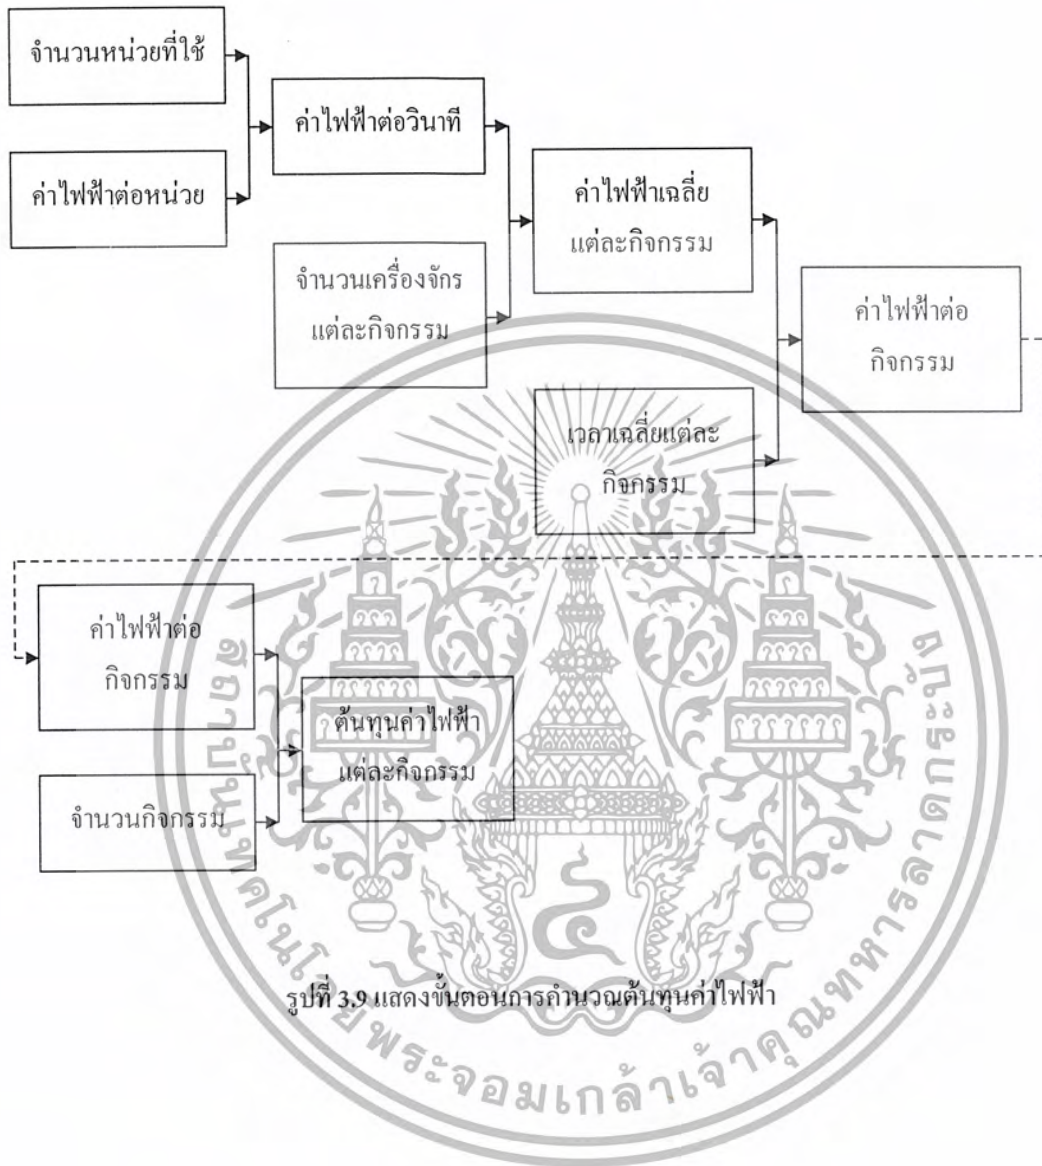 จำนวนหน่วยที่ใช้
ค่าไฟฟ้าต่อหน่วย
ค่าไฟฟ้าต่อวินาที
จำนวนเครื่องจักร
แต่ละกิจกรรม
ค่าไฟฟ้าเฉลี่ย
แต่ละกิจกรรม
เวลาเฉลี่ยแต่ละ
กิจกรรม
ค่าไฟฟ้าต่อ
กิจกรรม
ค่าไฟฟ้าต่อ
กิจกรรม
จำนวนกิจกรรม
ต้นทุนค่าไฟฟ้า
แต่ละกิจกรรม
รูปที่ 3.9 แสดงขั้นตอนการคำนวณต้นทุนค่าไฟฟ้า
สถาบันเทคโนโลยีพระจอมเกล้าเจ้าคุณทหารลาดกระบัง